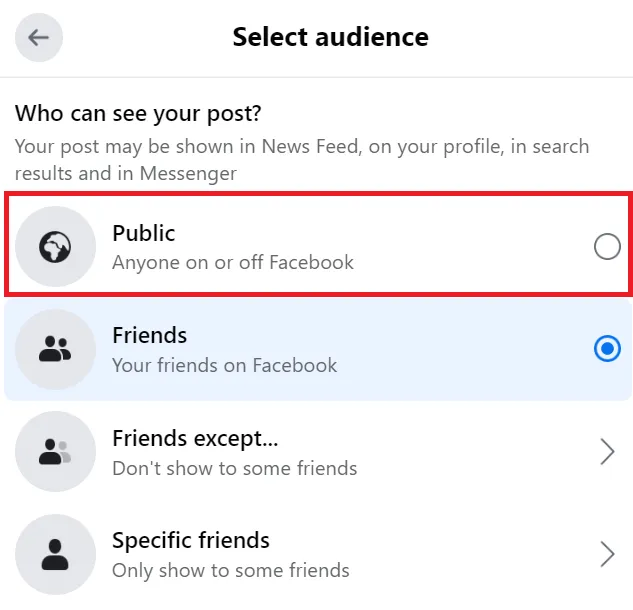 Select audience
Who can see your post?
Your post may be shown in News Feed, on your profile, in search
results and in Messenger
Public
Anyone on or off Facebook
Friends
Your friends on Facebook
Friends except...
Don't show to some friends
Specific friends
Only show to some friends